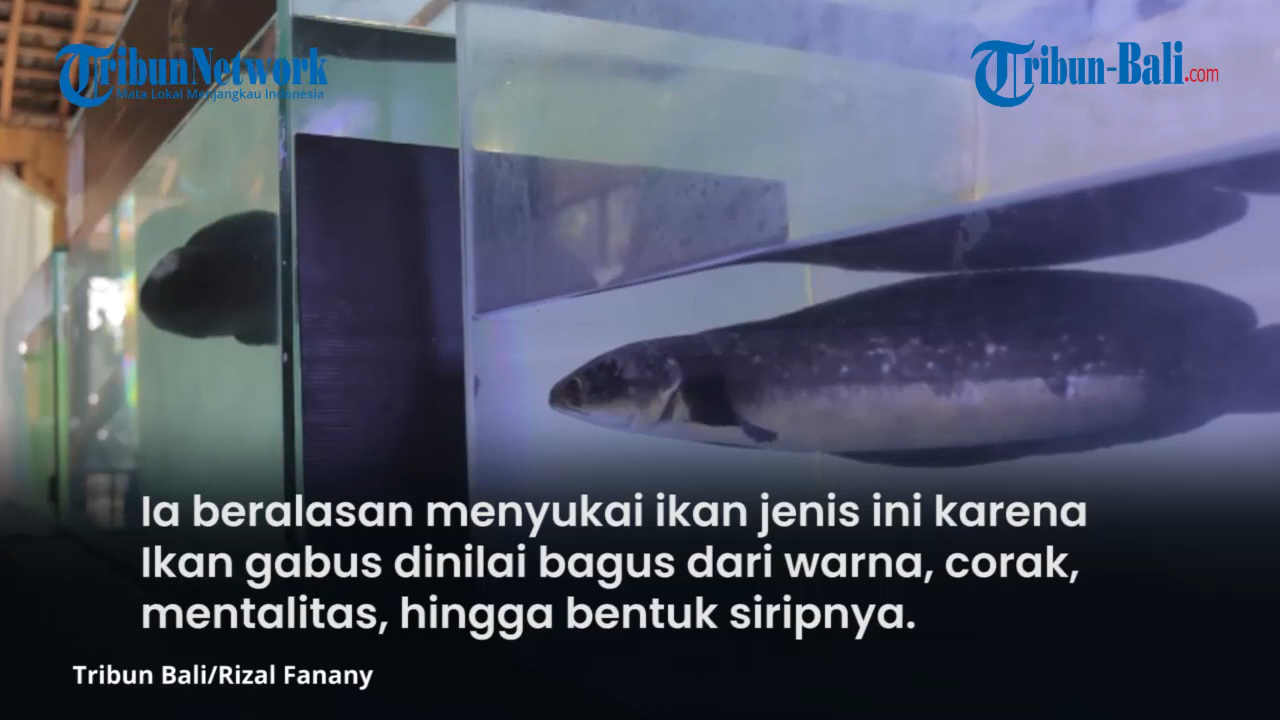 TribunNetwork
Mata Lokal Menjangkau Indonesia
Tribun-Bali.com
Ia beralasan menyukai ikan jenis ini karena
Ikan gabus dinilai bagus dari warna, corak,
mentalitas, hingga bentuk siripnya.
Tribun Bali/Rizal Fanany